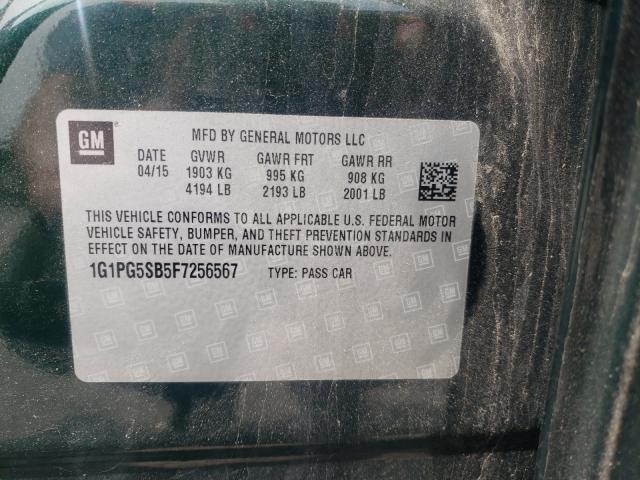 GM
MFD BY GENERAL MOTORS LLC
DATE GVWR GAWR FRT GAWR RR
04/15 1903 KG 995 KG 908 KG
4194 LB 2193 LB 2001 LB
THIS VEHICLE CONFORMS TO ALL APPLICABLE U.S. FEDERAL MOTOR
VEHICLE SAFETY, BUMPER, AND THEFT PREVENTION STANDARDS IN
EFFECT ON THE DATE OF MANUFACTURE SHOWN ABOVE.
1G1PG5SB5F7256567 TYPE: PASS CAR